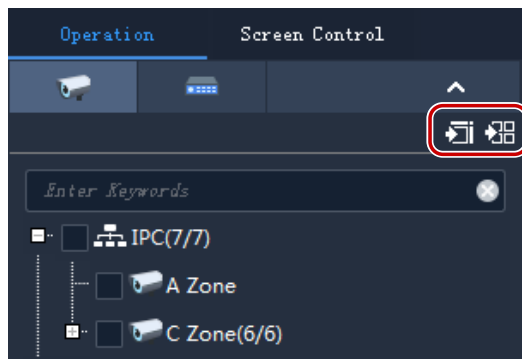 Operation Screen Control
Enter Keywords
IPC(7/7)
A Zone
C Zone(6/6)